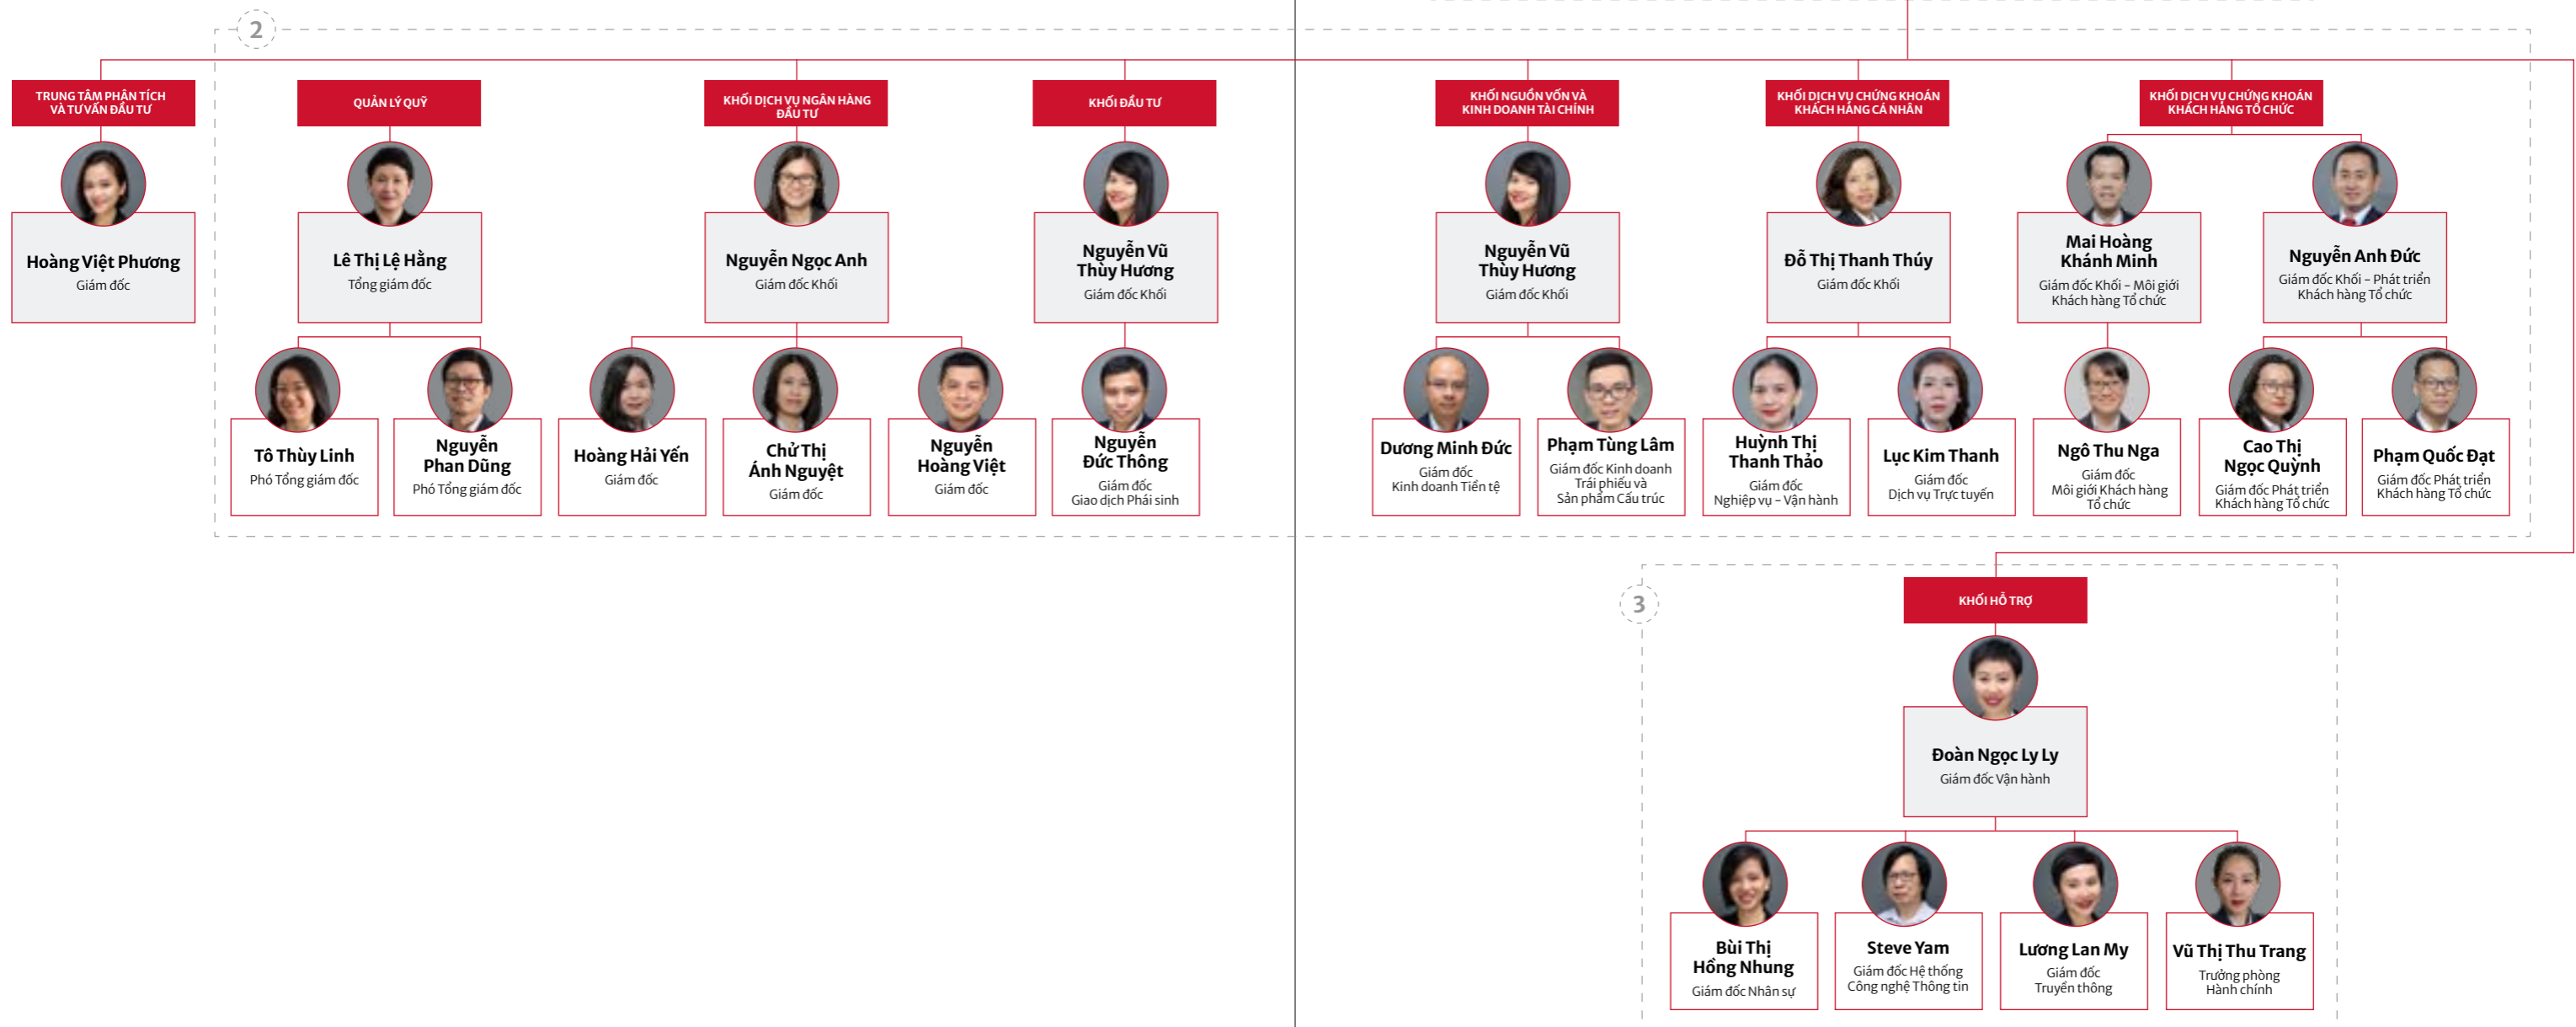 2
TRUNG TÂM PHÂN TÍCH
VÀ TƯ VẤN ĐẦU TƯ
Hoàng Việt Phương
Giám đốc
QUẢN LÝ QUỸ
Lê Thị Lệ Hằng
Tổng giám đốc
Tô Thùy Linh
Phó Tổng giám đốc
Nguyễn
Phan Dũng
Phó Tổng giám đốc
KHỐI DỊCH VỤ NGÂN HÀNG
ĐẦU TƯ
Nguyễn Ngọc Anh
Giám đốc Khối
Hoàng Hải Yến
Giám đốc
Chử Thị
Ánh Nguyệt
Giám đốc
Nguyễn
Hoàng Việt
Giám đốc
KHỐI ĐẦU TƯ
Nguyễn Vũ
Thùy Hương
Giám đốc Khối
Nguyễn
Đức Thông
Giám đốc
Giao dịch Phái sinh
KHỐI NGUỒN VỐN VÀ
KINH DOANH TÀI CHÍNH
Nguyễn Vũ
Thùy Hương
Giám đốc Khối
Dương Minh Đức
Giám đốc
Kinh doanh Tiền tệ
Phạm Tùng Lâm
Giám đốc Kinh doanh
Trái phiếu và
Sản phẩm Cấu trúc
KHỐI DỊCH VỤ CHỨNG KHOÁN
KHÁCH HÀNG CÁ NHÂN
Đỗ Thị Thanh Thúy
Giám đốc Khối
Huỳnh Thị
Thanh Thảo
Giám đốc
Nghiệp vụ - Vận hành
Lục Kim Thanh
Giám đốc
Dịch vụ Trực tuyến
KHỐI DỊCH VỤ CHỨNG KHOÁN
KHÁCH HÀNG TỔ CHỨC
Mai Hoàng
Khánh Minh
Giám đốc Khối - Môi giới
Khách hàng Tổ chức
Ngô Thu Nga
Giám đốc
Môi giới Khách hàng
Tổ chức
Nguyễn Anh Đức
Giám đốc Khối - Phát triển
Khách hàng Tổ chức
Cao Thị
Ngọc Quỳnh
Giám đốc Phát triển
Khách hàng Tổ chức
Phạm Quốc Đạt
Giám đốc Phát triển
Khách hàng Tổ chức
3
KHỐI HỖ TRỢ
Đoàn Ngọc Ly Ly
Giám đốc Vận hành
Bùi Thị
Hồng Nhung
Giám đốc Nhân sự
Steve Yam
Giám đốc Hệ thống
Công nghệ Thông tin
Lương Lan My
Giám đốc
Truyền thông
Vũ Thị Thu Trang
Trưởng phòng
Hành chính